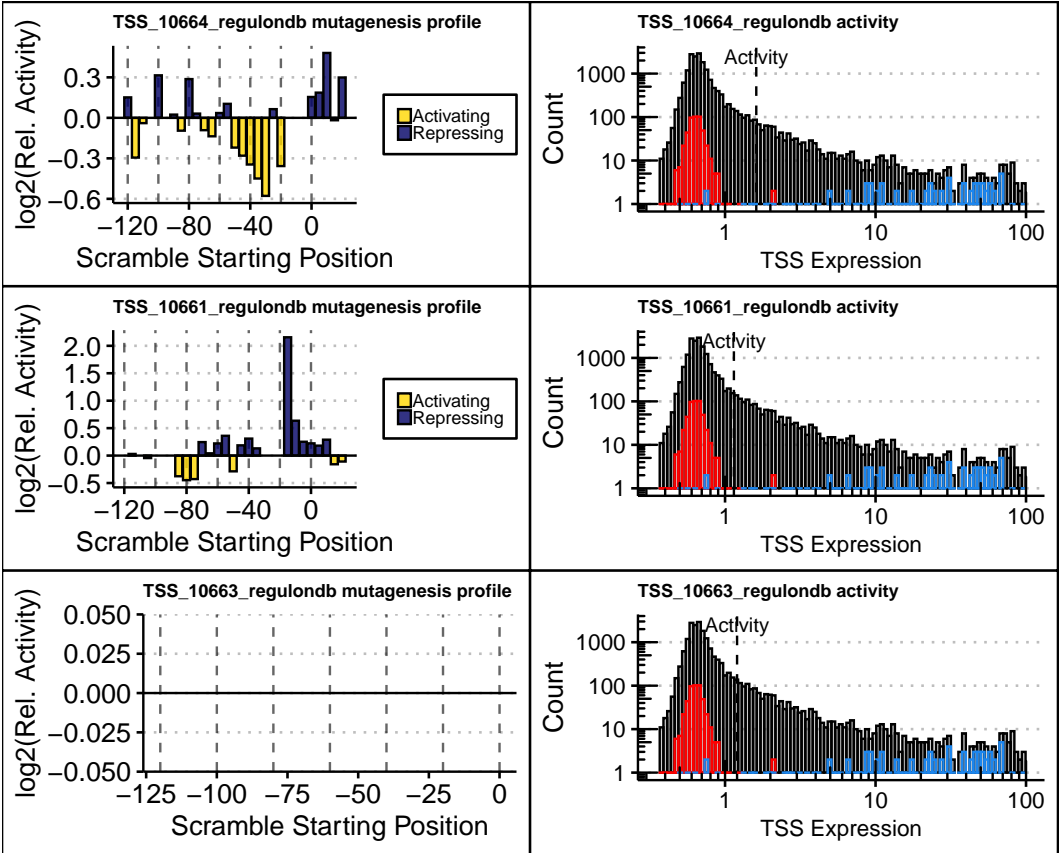 TSS_10664_regulondb mutagenesis profile
log2(Rel. Activity)
0.3
0.0
−0.3
−0.6
−120 −80 −40 0
Scramble Starting Position
Activating
Repressing
TSS_10664_regulondb activity
Activity
Count
1000
100
10
1
1 10 100
TSS Expression
TSS_10661_regulondb mutagenesis profile
log2(Rel. Activity)
2.0
1.5
1.0
0.5
0.0
−0.5
−120 −80 −40 0
Scramble Starting Position
Activating
Repressing
TSS_10661_regulondb activity
Activity
Count
1000
100
10
1
1 10 100
TSS Expression
TSS_10663_regulondb mutagenesis profile
log2(Rel. Activity)
0.050
0.025
0.000
−0.025
−0.050
−125 −100 −75 −50 −25 0
Scramble Starting Position
TSS_10663_regulondb activity
Activity
Count
1000
100
10
1
1 10 100
TSS Expression